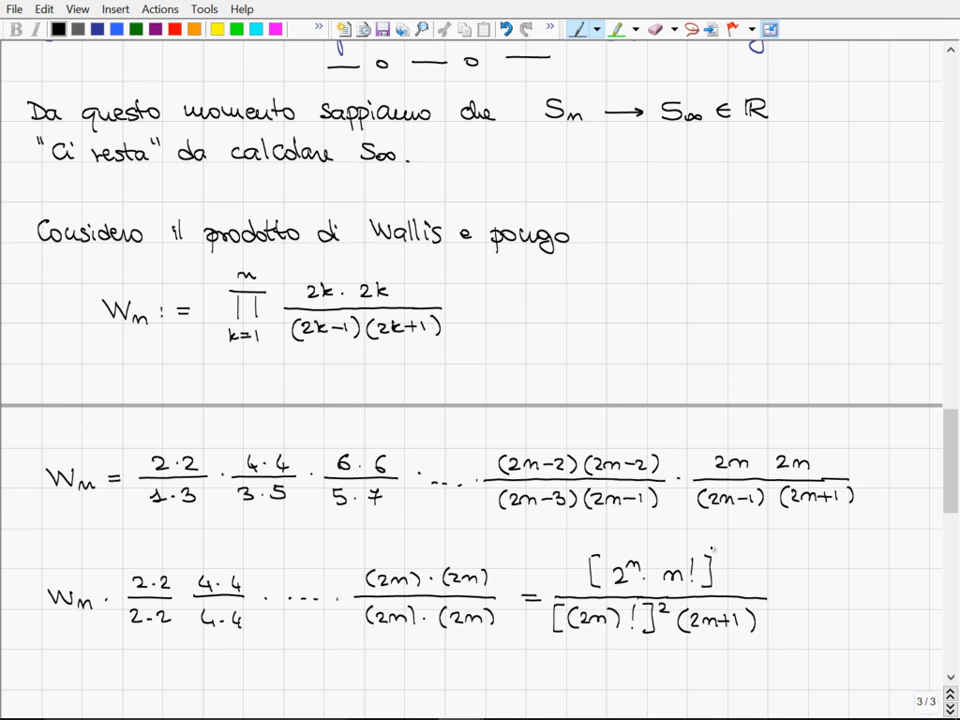 File Edit View Insert Actions Tools Help
B I
Da questo momento sappiamo che Sₙ → S∞ ∈ ℝ
"Ci resta" da calcolare S∞.
Considero il prodotto di Wallis e pongo
Wₙ := ∏_{k=1}^{n} (2k · 2k) / ((2k-1)(2k+1))
Wₙ = (2·2)/(1·3) · (4·4)/(3·5) · (6·6)/(5·7) · ... · ((2n-2)(2n-2))/((2n-3)(2n-1)) · (2n 2n)/((2n-1)(2n+1))
Wₙ · (2·2)/(2·2) (4·4)/(4·4) · .... · ((2n)·(2n))/((2n)·(2n)) = [2ⁿ · n!] / ([(2n)!]² (2n+1))
3 / 3